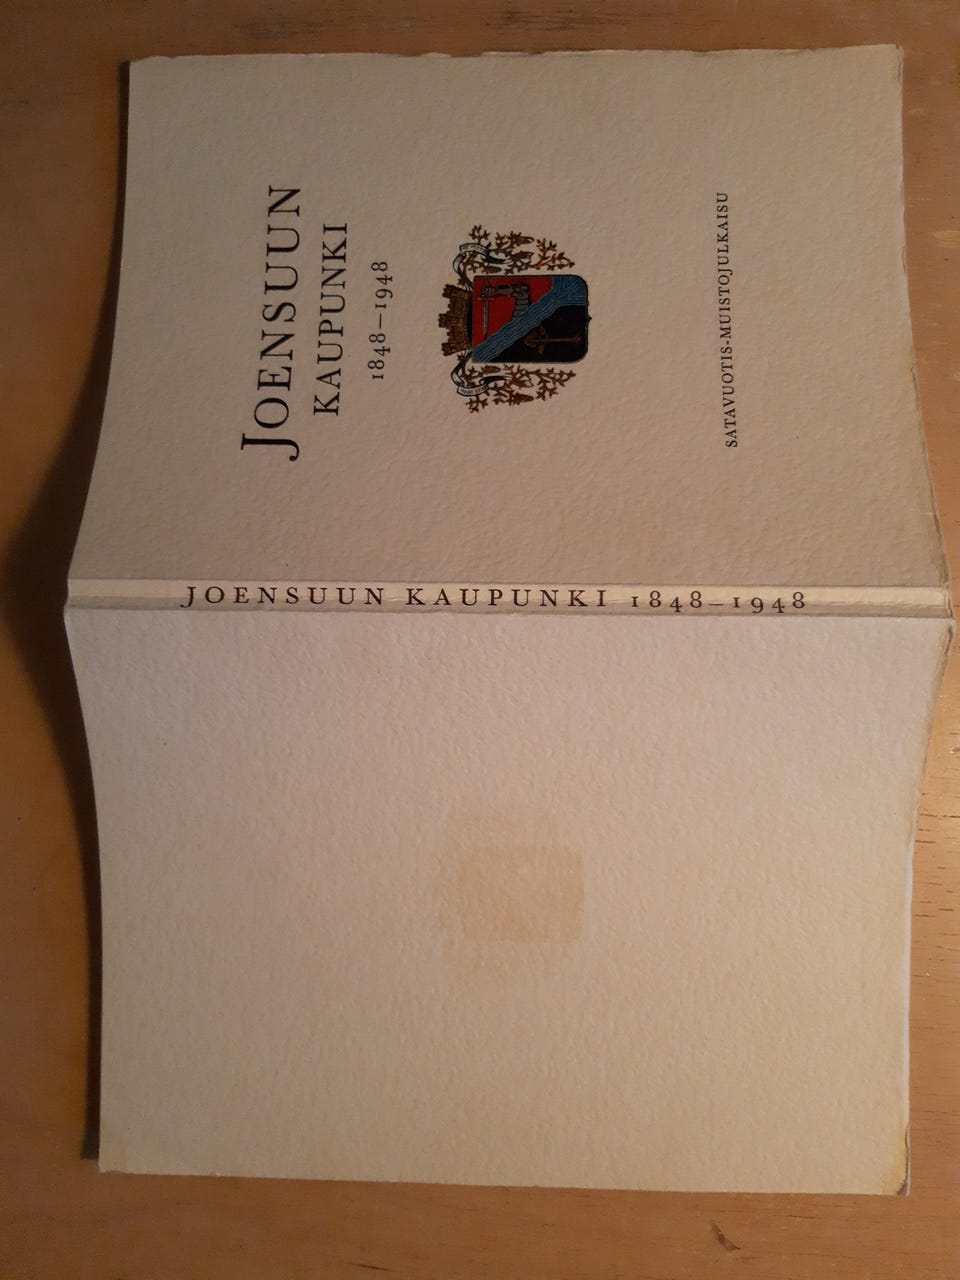 JOENSUUN
KAUPUNKI
1848–1948
SATAVUOTIS-MUISTOJULKAISU
JOENSUUN KAUPUNKI 1848–1948